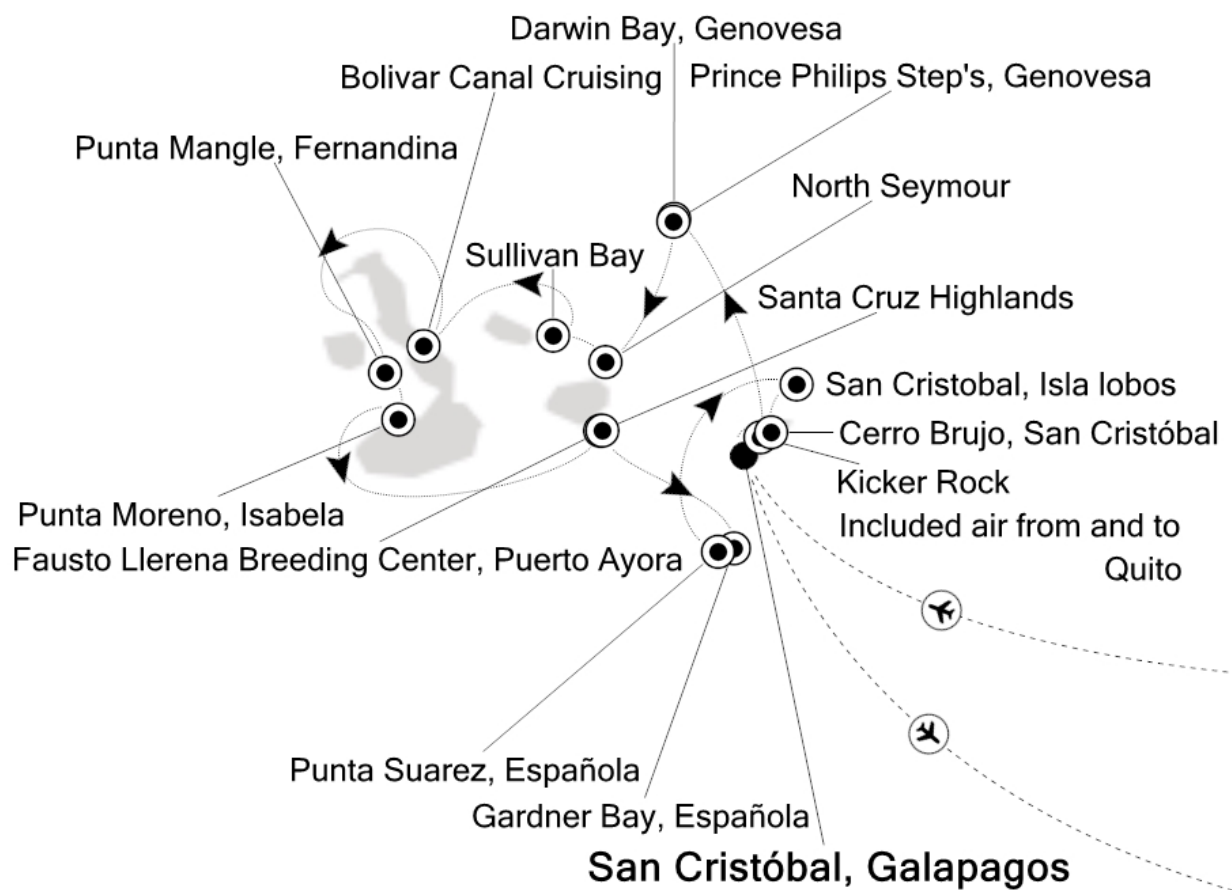 Darwin Bay, Genovesa
Bolivar Canal Cruising
Prince Philips Step's, Genovesa
Punta Mangle, Fernandina
North Seymour
Sullivan Bay
Santa Cruz Highlands
San Cristobal, Isla lobos
Cerro Brujo, San Cristóbal
Kicker Rock
Punta Moreno, Isabela
Included air from and to
Quito
Fausto Llerena Breeding Center, Puerto Ayora
Punta Suarez, Española
Gardner Bay, Española
San Cristóbal, Galapagos